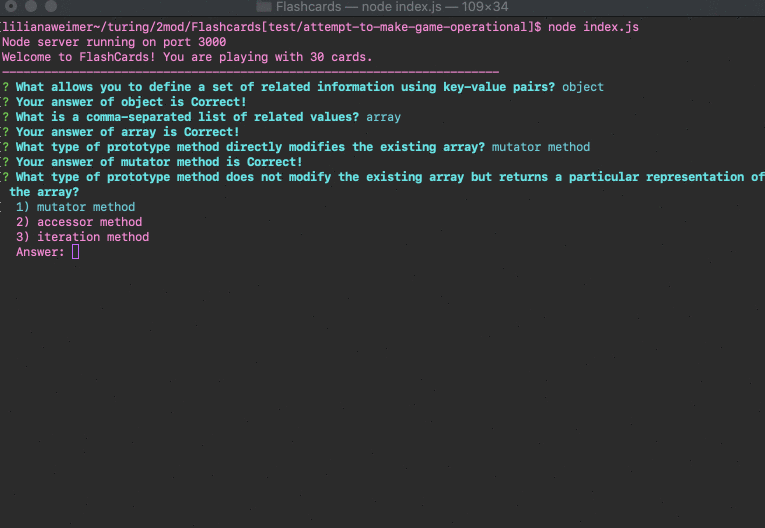 Flashcards — node index.js — 109×34
[lilianaweimer~/turing/2mod/Flashcards[test/attempt-to-make-game-operational]$ node index.js
Node server running on port 3000
Welcome to FlashCards! You are playing with 30 cards.
-----------------------------------------------------------------------
? What allows you to define a set of related information using key-value pairs? object
[? Your answer of object is Correct!
? What is a comma-separated list of related values? array
[? Your answer of array is Correct!
? What type of prototype method directly modifies the existing array? mutator method
[? Your answer of mutator method is Correct!
? What type of prototype method does not modify the existing array but returns a particular representation of
the array?
[ 1) mutator method
2) accessor method
3) iteration method
Answer: